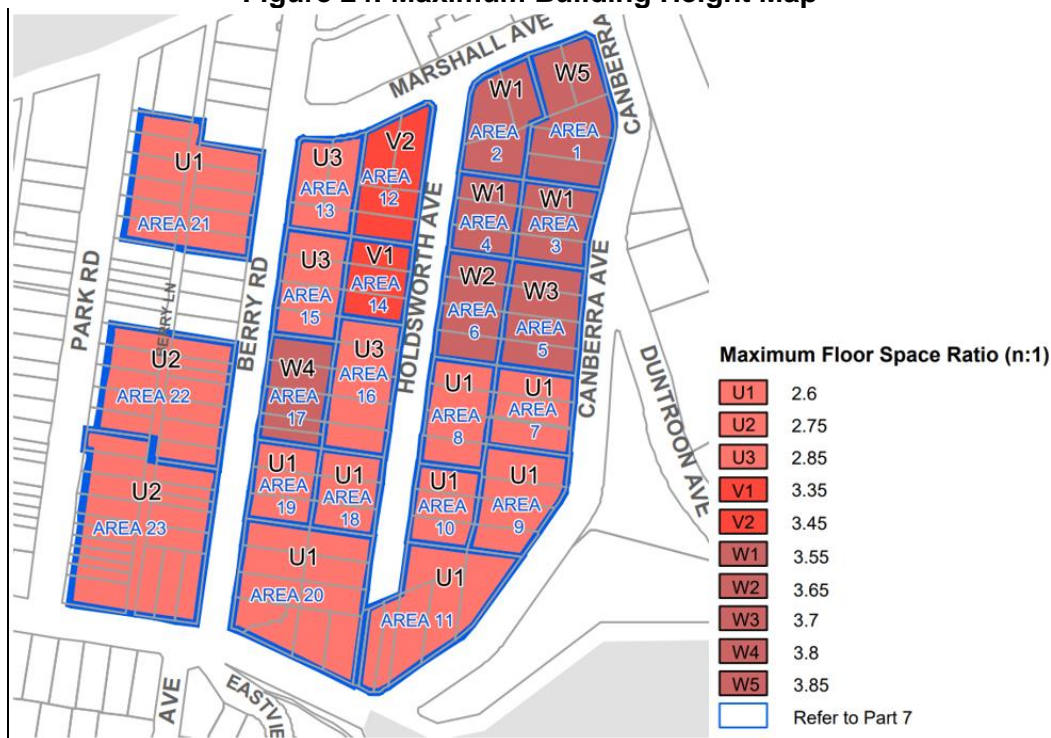 Figure Maximum Building Height Map
MARSHALL AVE
CANBERRA
W5
W1
AREA
1
AREA
2
V2
AREA
12
U3
AREA
13
U1
AREA 21
W1
AREA
4
W1
AREA
3
HOLDSWORTH AVE
V1
AREA
14
U3
AREA
15
W2
AREA
6
W3
AREA
5
CANBERRA AVE
PARK RD
BERRY LN
BERRY RD
U2
AREA 22
U3
AREA
16
W4
AREA
17
U1
AREA
8
U1
AREA
7
DUNTROON AVE
U1
AREA
19
U1
AREA
18
U1
AREA
10
U1
AREA
9
U2
AREA 23
U1
AREA 20
U1
AREA 11
AVE
EASTVIE
Maximum Floor Space Ratio (n:1)
U1 2.6
U2 2.75
U3 2.85
V1 3.35
V2 3.45
W1 3.55
W2 3.65
W3 3.7
W4 3.8
W5 3.85
Refer to Part 7